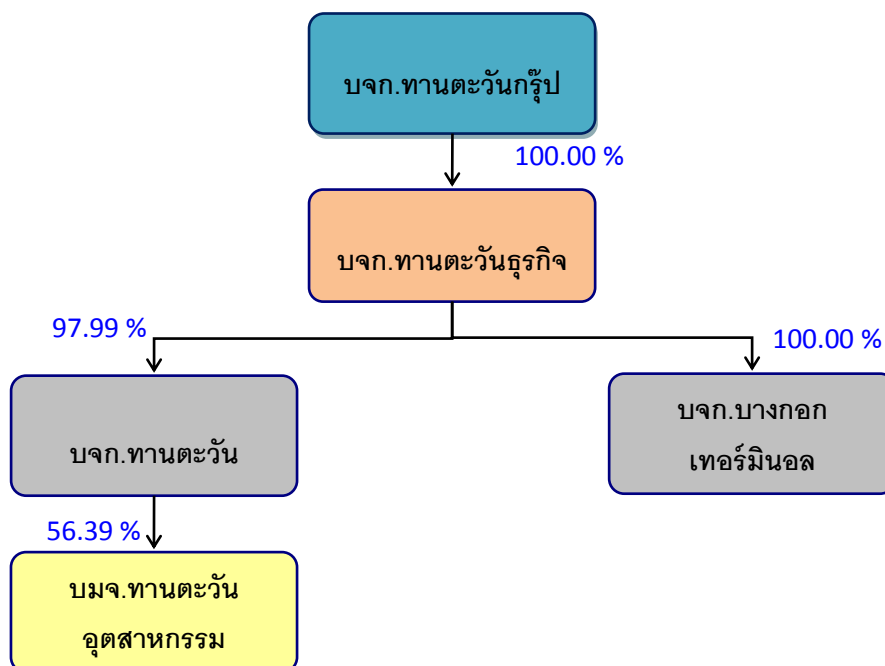 บจก.ทานตะวันกรุ๊ป
100.00 %
บจก.ทานตะวันธุรกิจ
97.99 %
100.00 %
บจก.ทานตะวัน
บจก.บางกอก
เทอร์มินอล
56.39 %
บมจ.ทานตะวัน
อุตสาหกรรม